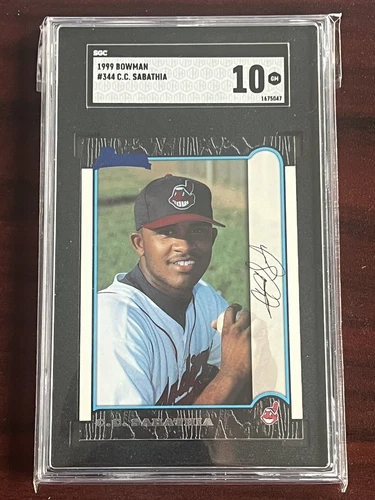 SGC
1999 BOWMAN
#344 C.C. SABATHIA
10 GM
1675047
C.C. SABATHIA